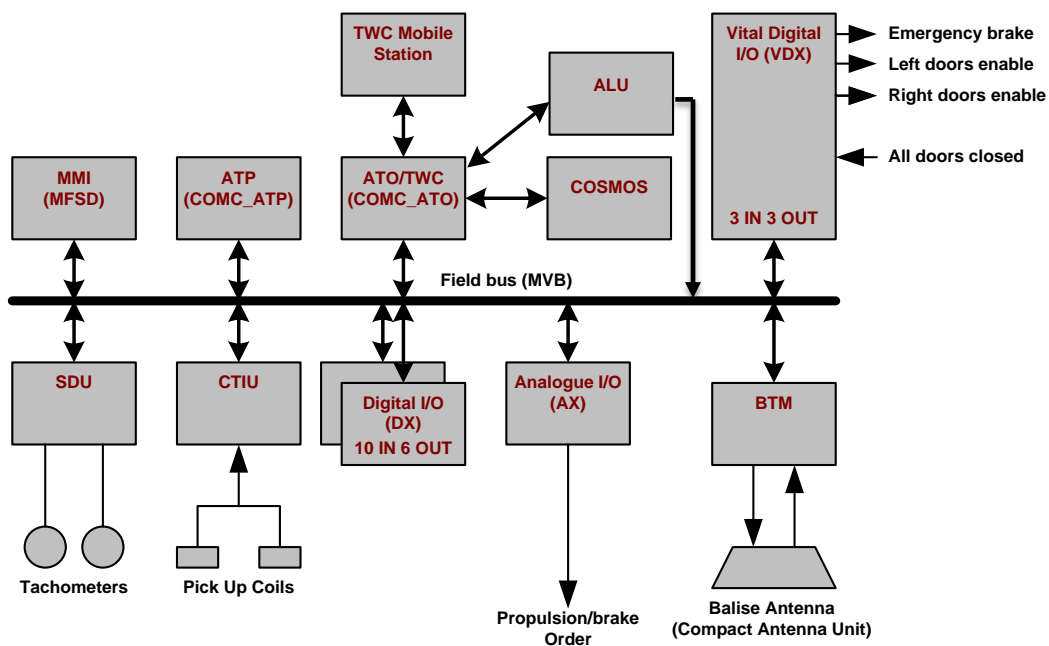 TWC Mobile
Station
Vital Digital
I/O (VDX)
3 IN 3 OUT
Emergency brake
Left doors enable
Right doors enable
All doors closed
ALU
MMI
(MFSD)
ATP
(COMC_ATP)
ATO/TWC
(COMC_ATO)
COSMOS
Field bus (MVB)
SDU
CTIU
Digital I/O
(DX)
10 IN 6 OUT
Analogue I/O
(AX)
BTM
Tachometers
Pick Up Coils
Propulsion/brake
Order
Balise Antenna
(Compact Antenna Unit)